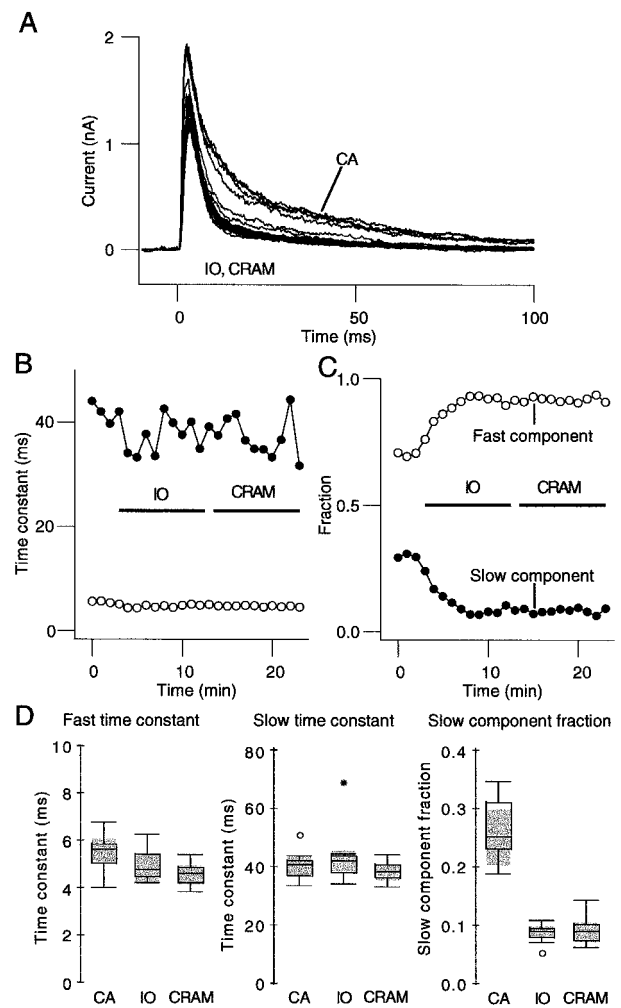 A
2
1
0
Current (nA)
CA
IO, CRAM
0
50
100
Time (ms)
B
40
20
0
Time constant (ms)
IO
CRAM
0
10
20
Time (min)
C
1.0
0.5
0.0
Fraction
Fast component
IO
CRAM
Slow component
0
10
20
Time (min)
D
Fast time constant
10
8
6
4
2
0
Time constant (ms)
CA
IO
CRAM
Slow time constant
80
60
40
20
0
Time constant (ms)
CA
IO
CRAM
Slow component fraction
0.4
0.3
0.2
0.1
0.0
Slow component fraction
CA
IO
CRAM